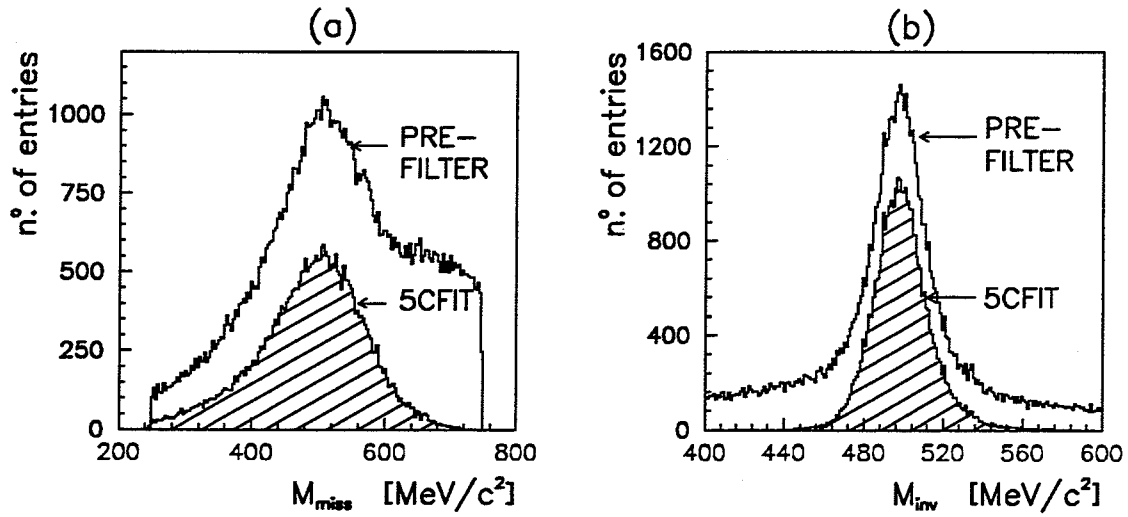 (a)
n.º of entries
1000
750
500
250
0
PRE-
FILTER
5CFIT
200 400 600 800
M_miss [MeV/c²]
(b)
n.º of entries
1600
1200
800
400
0
PRE-
FILTER
5CFIT
400 440 480 520 560 600
M_inv [MeV/c²]